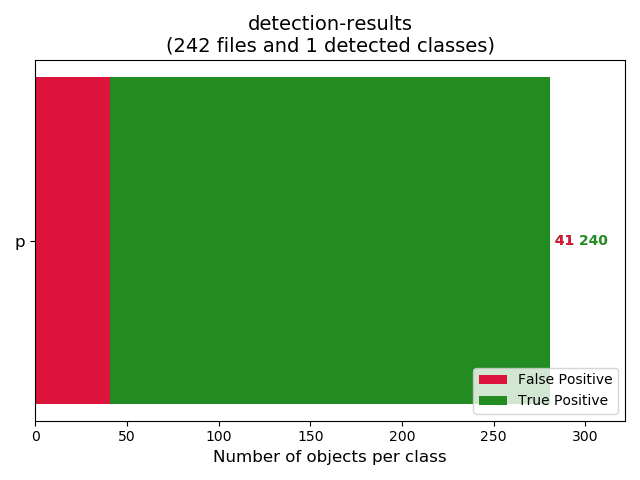 detection-results
(242 files and 1 detected classes)
p
41 240
False Positive
True Positive
0 50 100 150 200 250 300
Number of objects per class